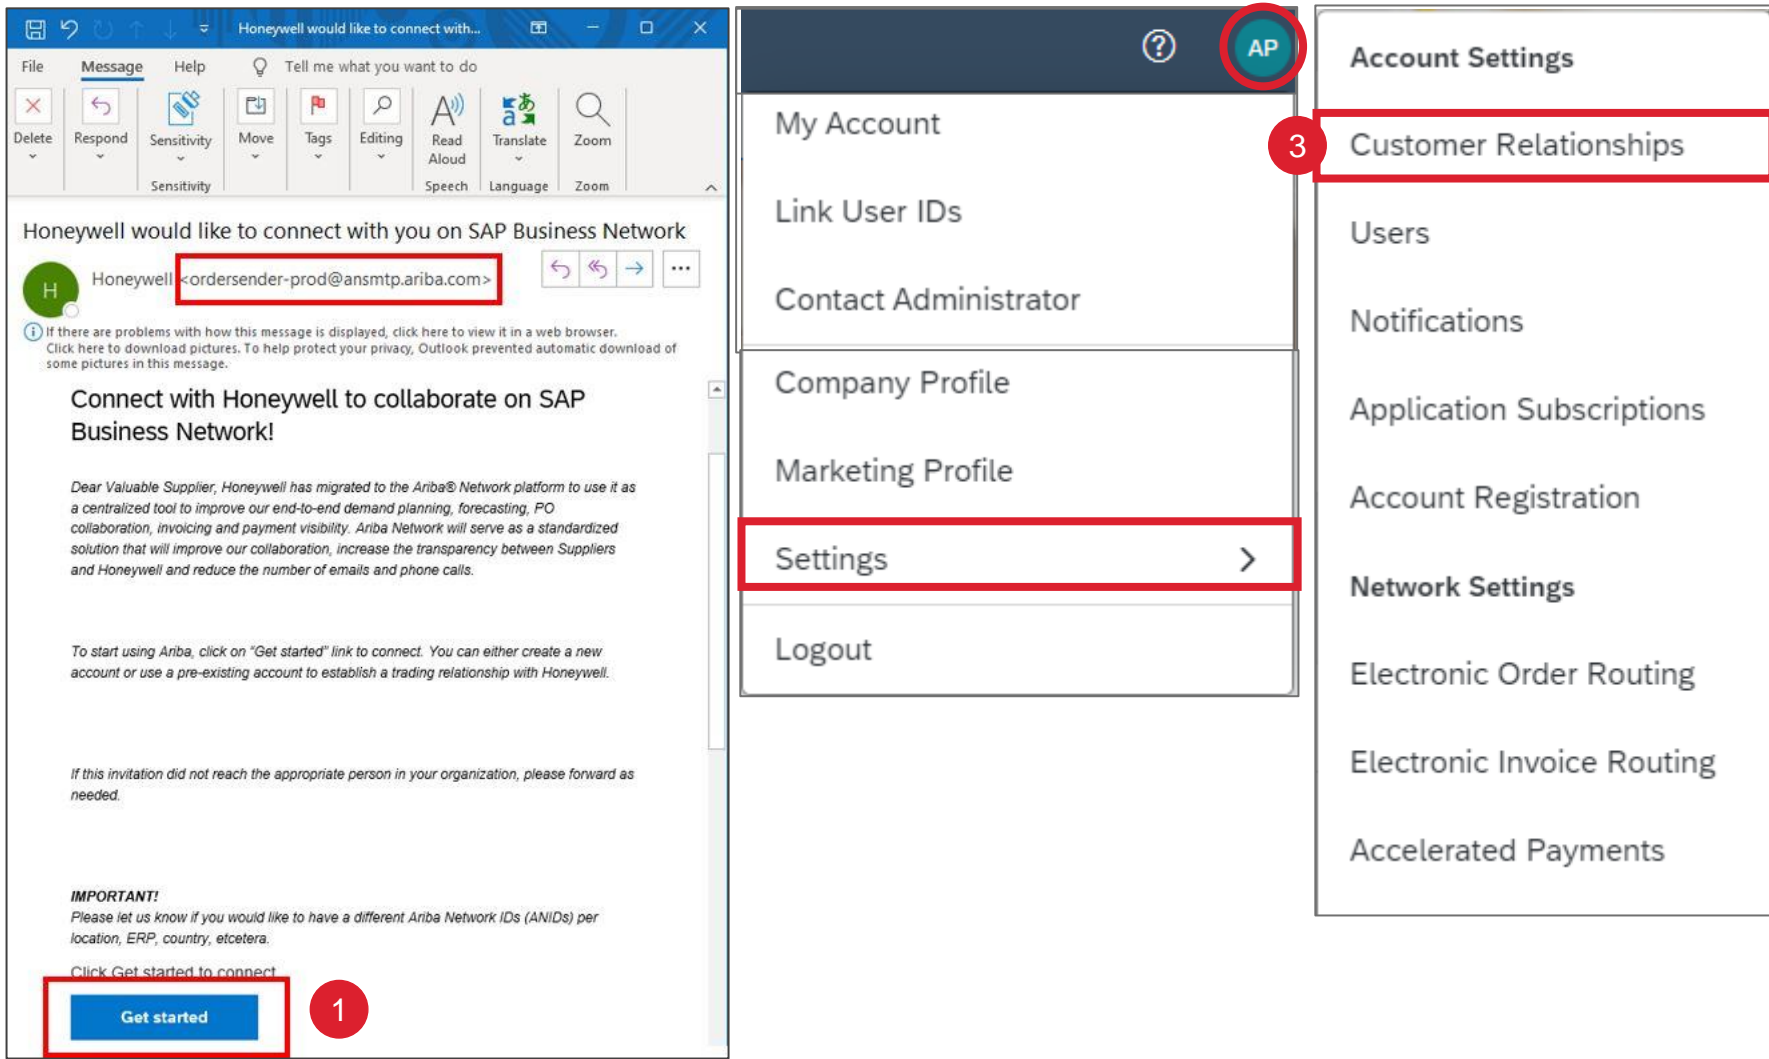 Honeywell would like to connect with...
File Message Help Tell me what you want to do
Delete Respond Sensitivity Move Tags Editing Read Aloud Translate Zoom
Sensitivity Speech Language Zoom
Honeywell would like to connect with you on SAP Business Network
H
Honeywell <ordersender-prod@ansmtp.ariba.com>
If there are problems with how this message is displayed, click here to view it in a web browser.
Click here to download pictures. To help protect your privacy, Outlook prevented automatic download of
some pictures in this message.
Connect with Honeywell to collaborate on SAP
Business Network!
Dear Valuable Supplier, Honeywell has migrated to the Ariba® Network platform to use it as
a centralized tool to improve our end-to-end demand planning, forecasting, PO
collaboration, invoicing and payment visibility. Ariba Network will serve as a standardized
solution that will improve our collaboration, increase the transparency between Suppliers
and Honeywell and reduce the number of emails and phone calls.
To start using Ariba, click on "Get started" link to connect. You can either create a new
account or use a pre-existing account to establish a trading relationship with Honeywell.
If this invitation did not reach the appropriate person in your organization, please forward as
needed.
IMPORTANT!
Please let us know if you would like to have a different Ariba Network IDs (ANIDs) per
location, ERP, country, etcetera.
Click Get started to connect
Get started
1
AP
My Account
Link User IDs
Contact Administrator
Company Profile
Marketing Profile
Settings
Logout
Account Settings
3
Customer Relationships
Users
Notifications
Application Subscriptions
Account Registration
Network Settings
Electronic Order Routing
Electronic Invoice Routing
Accelerated Payments